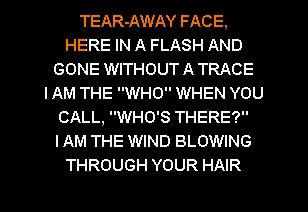 TEAR-AWAY FACE,
HERE IN A FLASH AND
GONE WITHOUT A TRACE
I AM THE "WHO" WHEN YOU
CALL, "WHO'S THERE?"
I AM THE WIND BLOWING
THROUGH YOUR HAIR